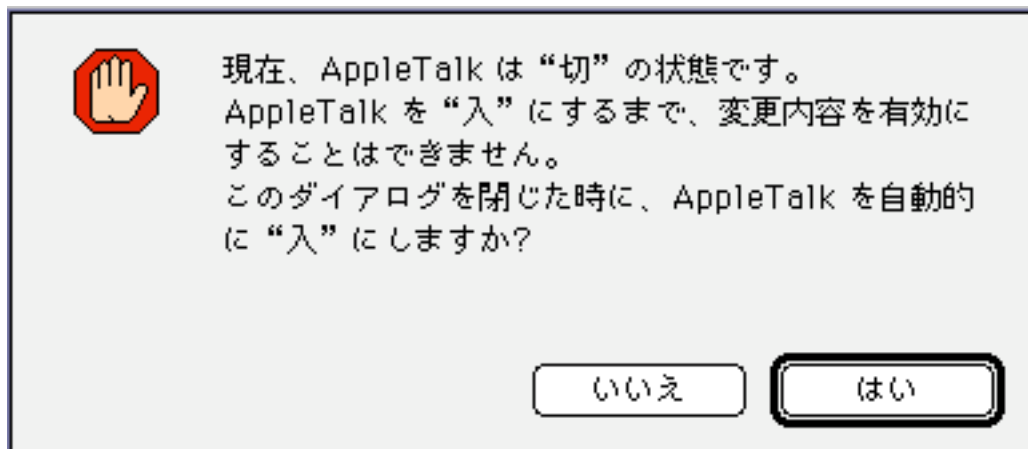 現在、AppleTalk は “切” の状態です。
AppleTalk を “入” にするまで、変更内容を有効に
することはできません。
このダイアログを閉じた時に、AppleTalk を自動的
に “入” にしますか?
いいえ
はい